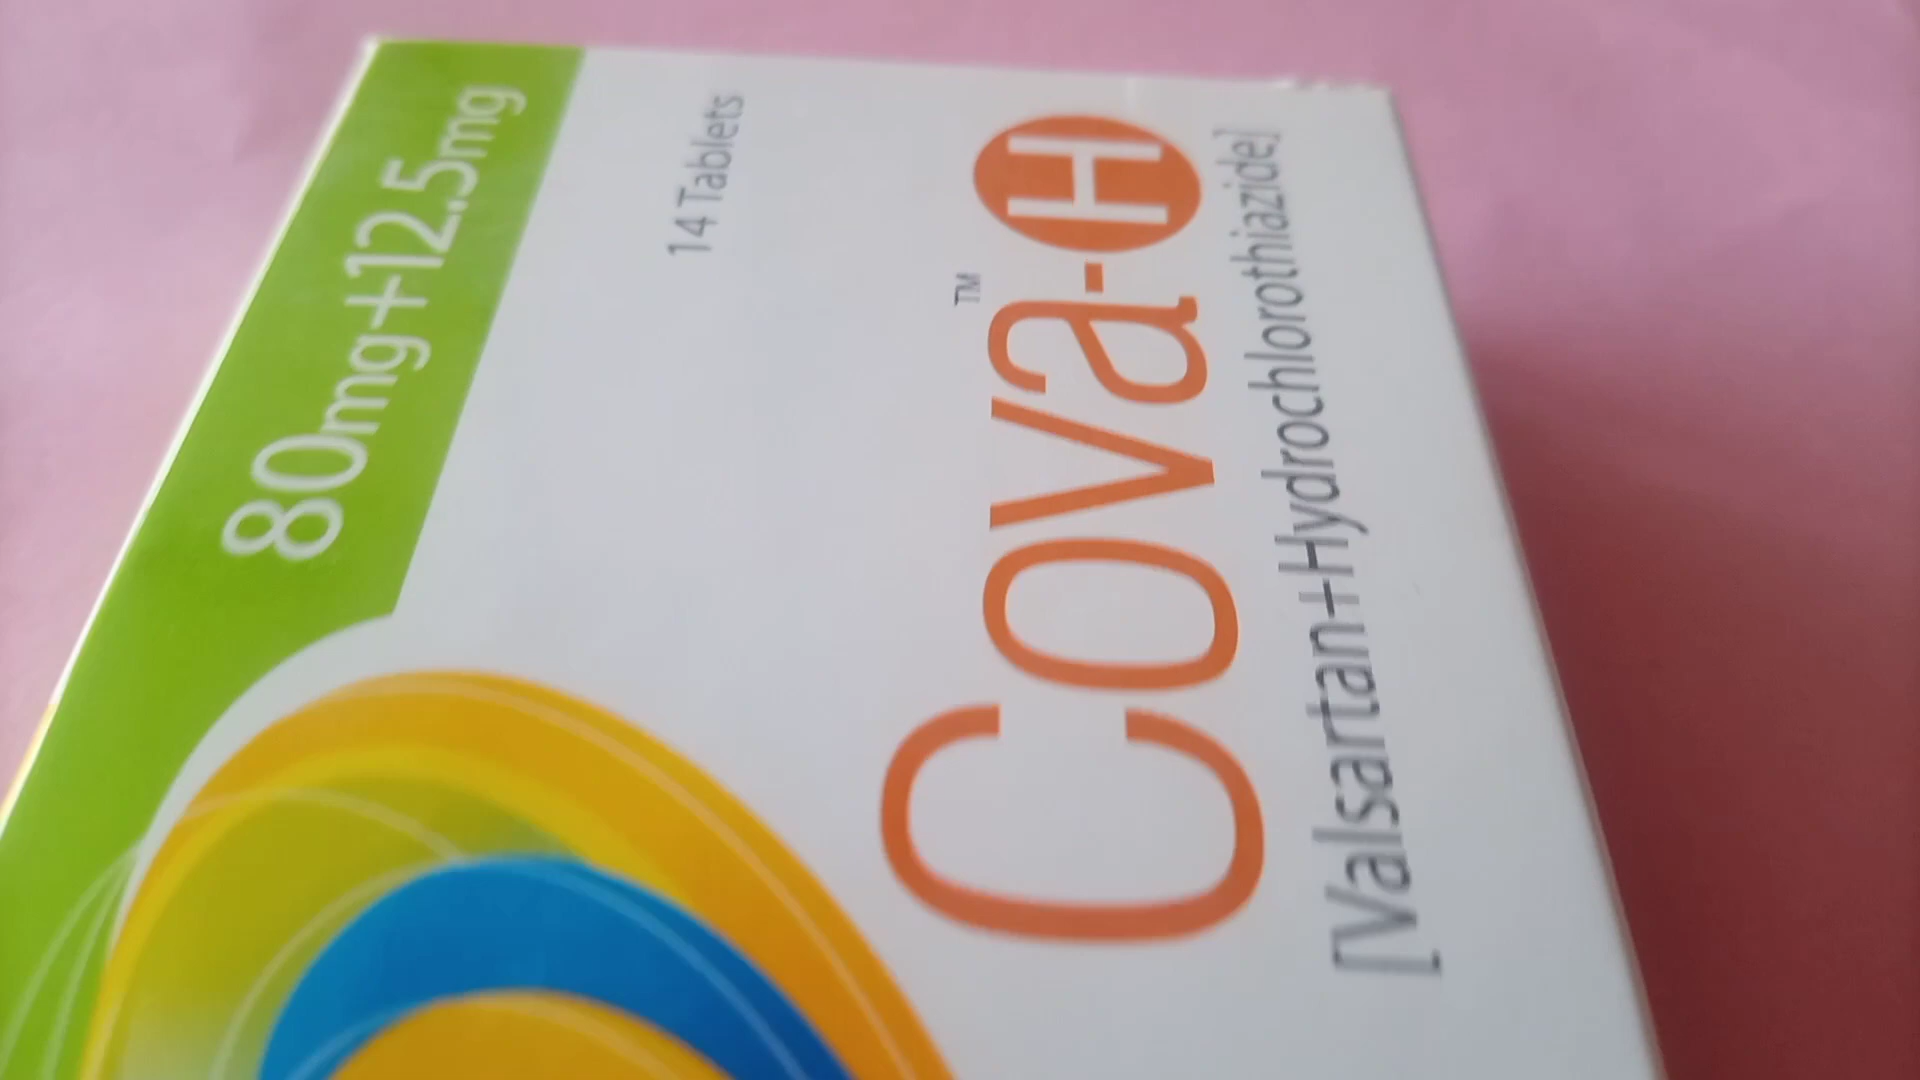 80mg+12.5mg
14 Tablets
Cova-H™
[Valsartan+Hydrochlorothiazide]